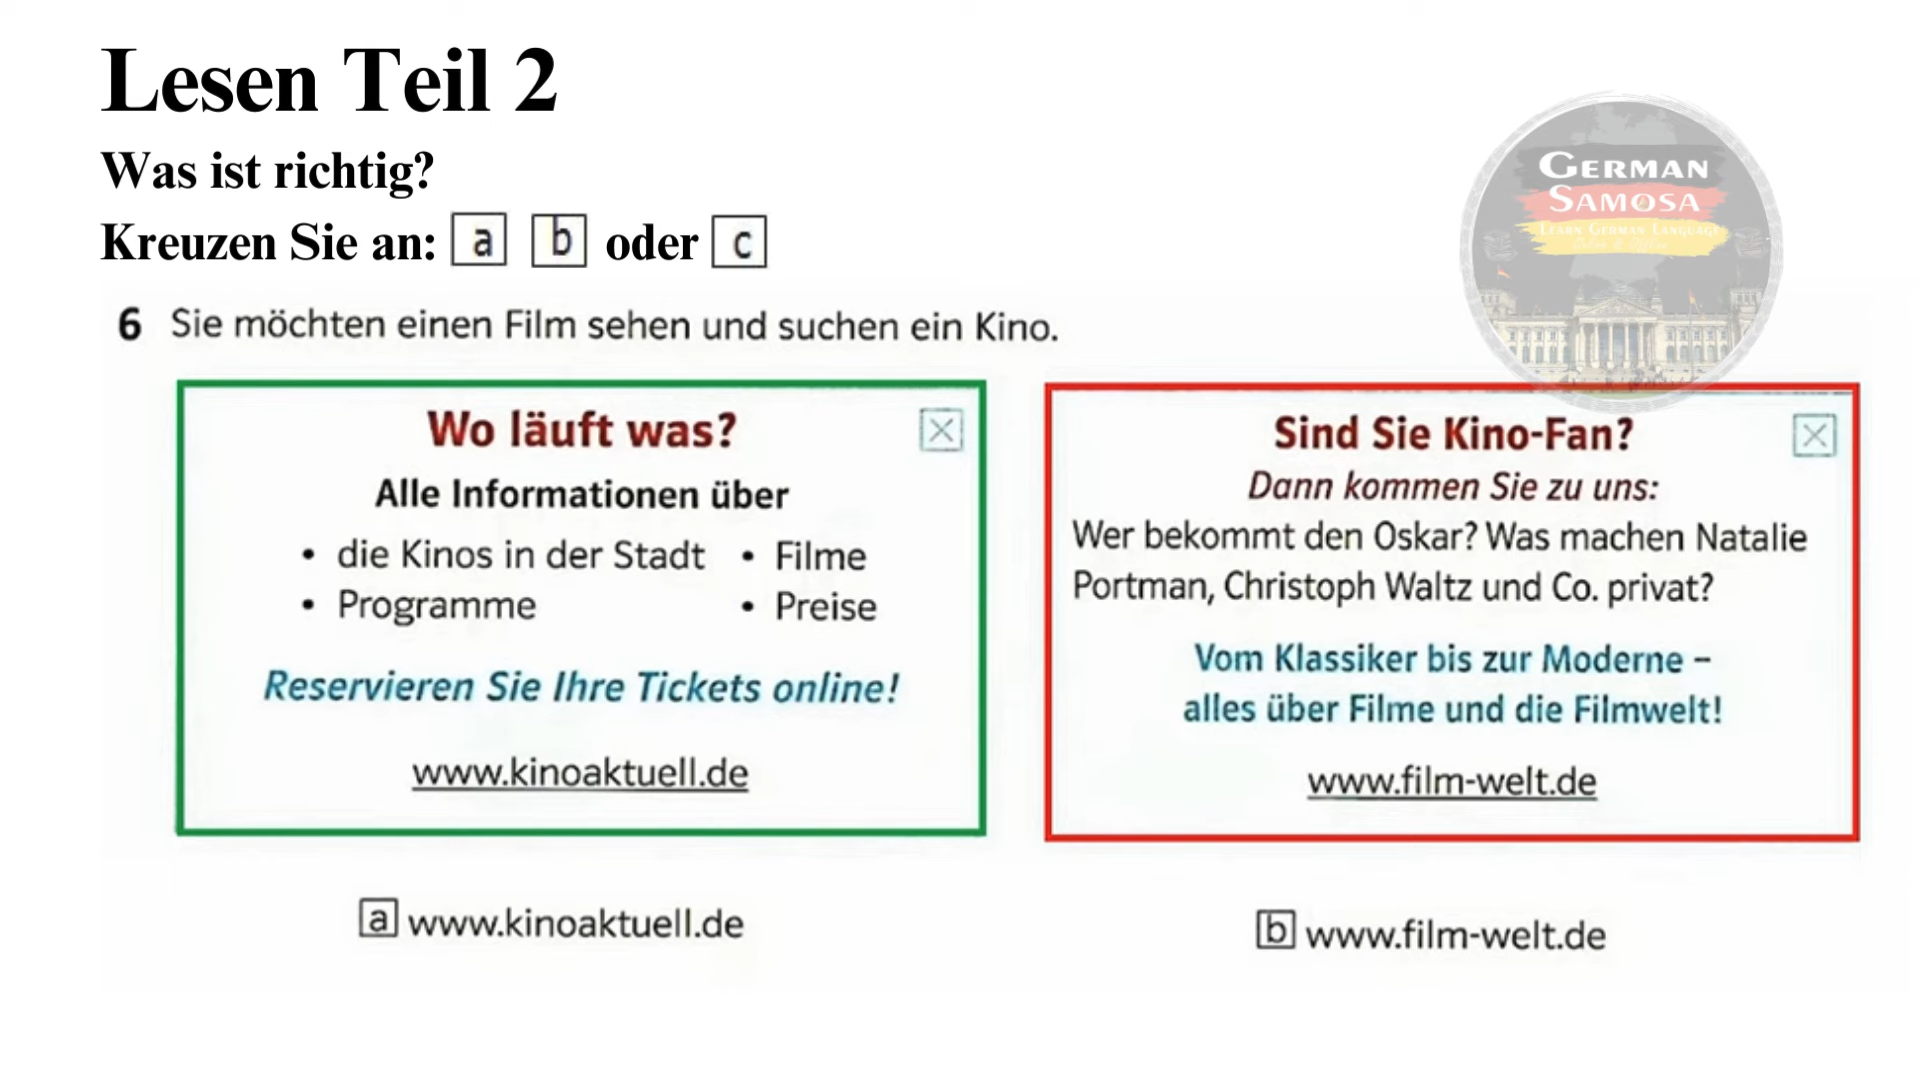 Lesen Teil 2
Was ist richtig?
Kreuzen Sie an: a b oder c
GERMAN
SAMOSA
LEARN GERMAN LANGUAGE
6 Sie möchten einen Film sehen und suchen ein Kino.
Wo läuft was?
Alle Informationen über
• die Kinos in der Stadt • Filme
• Programme • Preise
Reservieren Sie Ihre Tickets online!
www.kinoaktuell.de
Sind Sie Kino-Fan?
Dann kommen Sie zu uns:
Wer bekommt den Oskar? Was machen Natalie
Portman, Christoph Waltz und Co. privat?
Vom Klassiker bis zur Moderne –
alles über Filme und die Filmwelt!
www.film-welt.de
a www.kinoaktuell.de
b www.film-welt.de